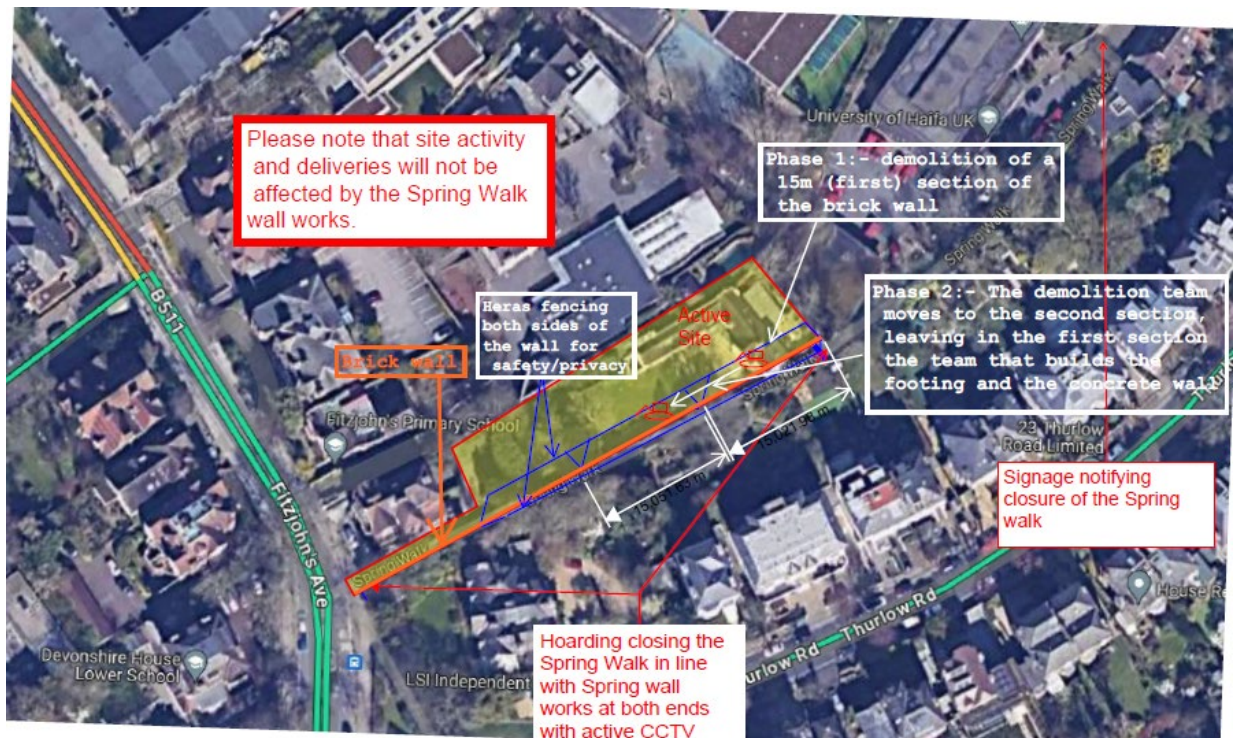 Please note that site activity
and deliveries will not be
affected by the Spring Walk
wall works.
University of Haifa UK
Spring Walk
Phase 1:- demolition of a
15m (first) section of
the brick wall
Spring Walk
B511
Heras fencing
both sides of
the wall for
safety/privacy
Active
Site
Phase 2:- The demolition team
moves to the second section,
leaving in the first section
the team that builds the
footing and the concrete wall
Brick wall
Fitzjohn's Primary School
23 Thurlow
Road Limited
Signage notifying
closure of the Spring
walk
Fitzjohn's Ave
Spring Walk
Thurlow Rd
Hoarding closing the
Spring Walk in line
with Spring wall
works at both ends
with active CCTV
Devonshire House
Lower School
LSI Independent